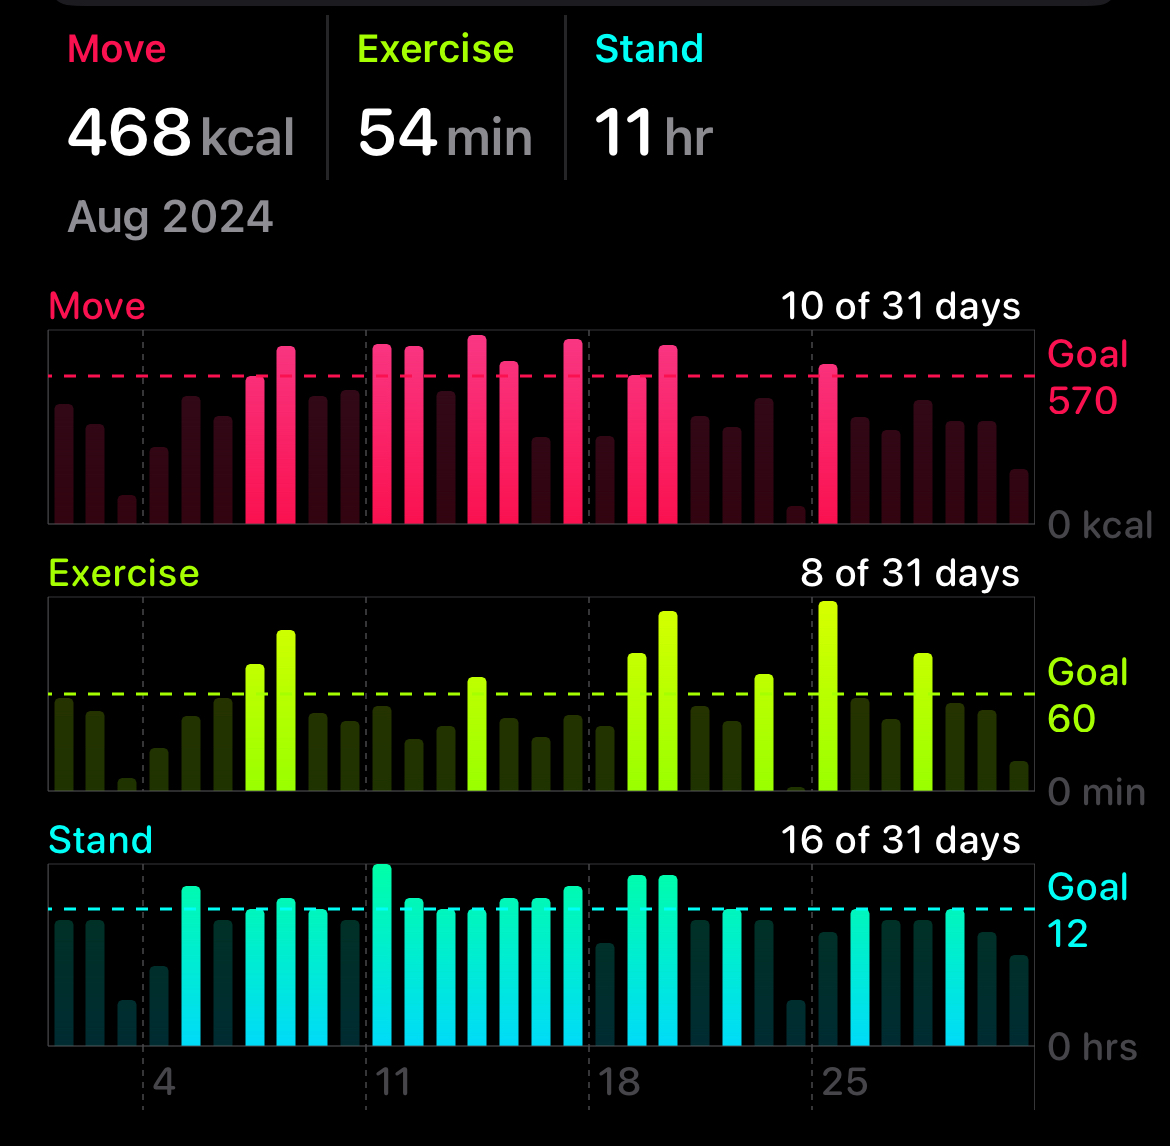 Move Exercise Stand
468 kcal 54 min 11 hr
Aug 2024
Move 10 of 31 days
Goal
570
0 kcal
Exercise 8 of 31 days
Goal
60
0 min
Stand 16 of 31 days
Goal
12
0 hrs
4 11 18 25